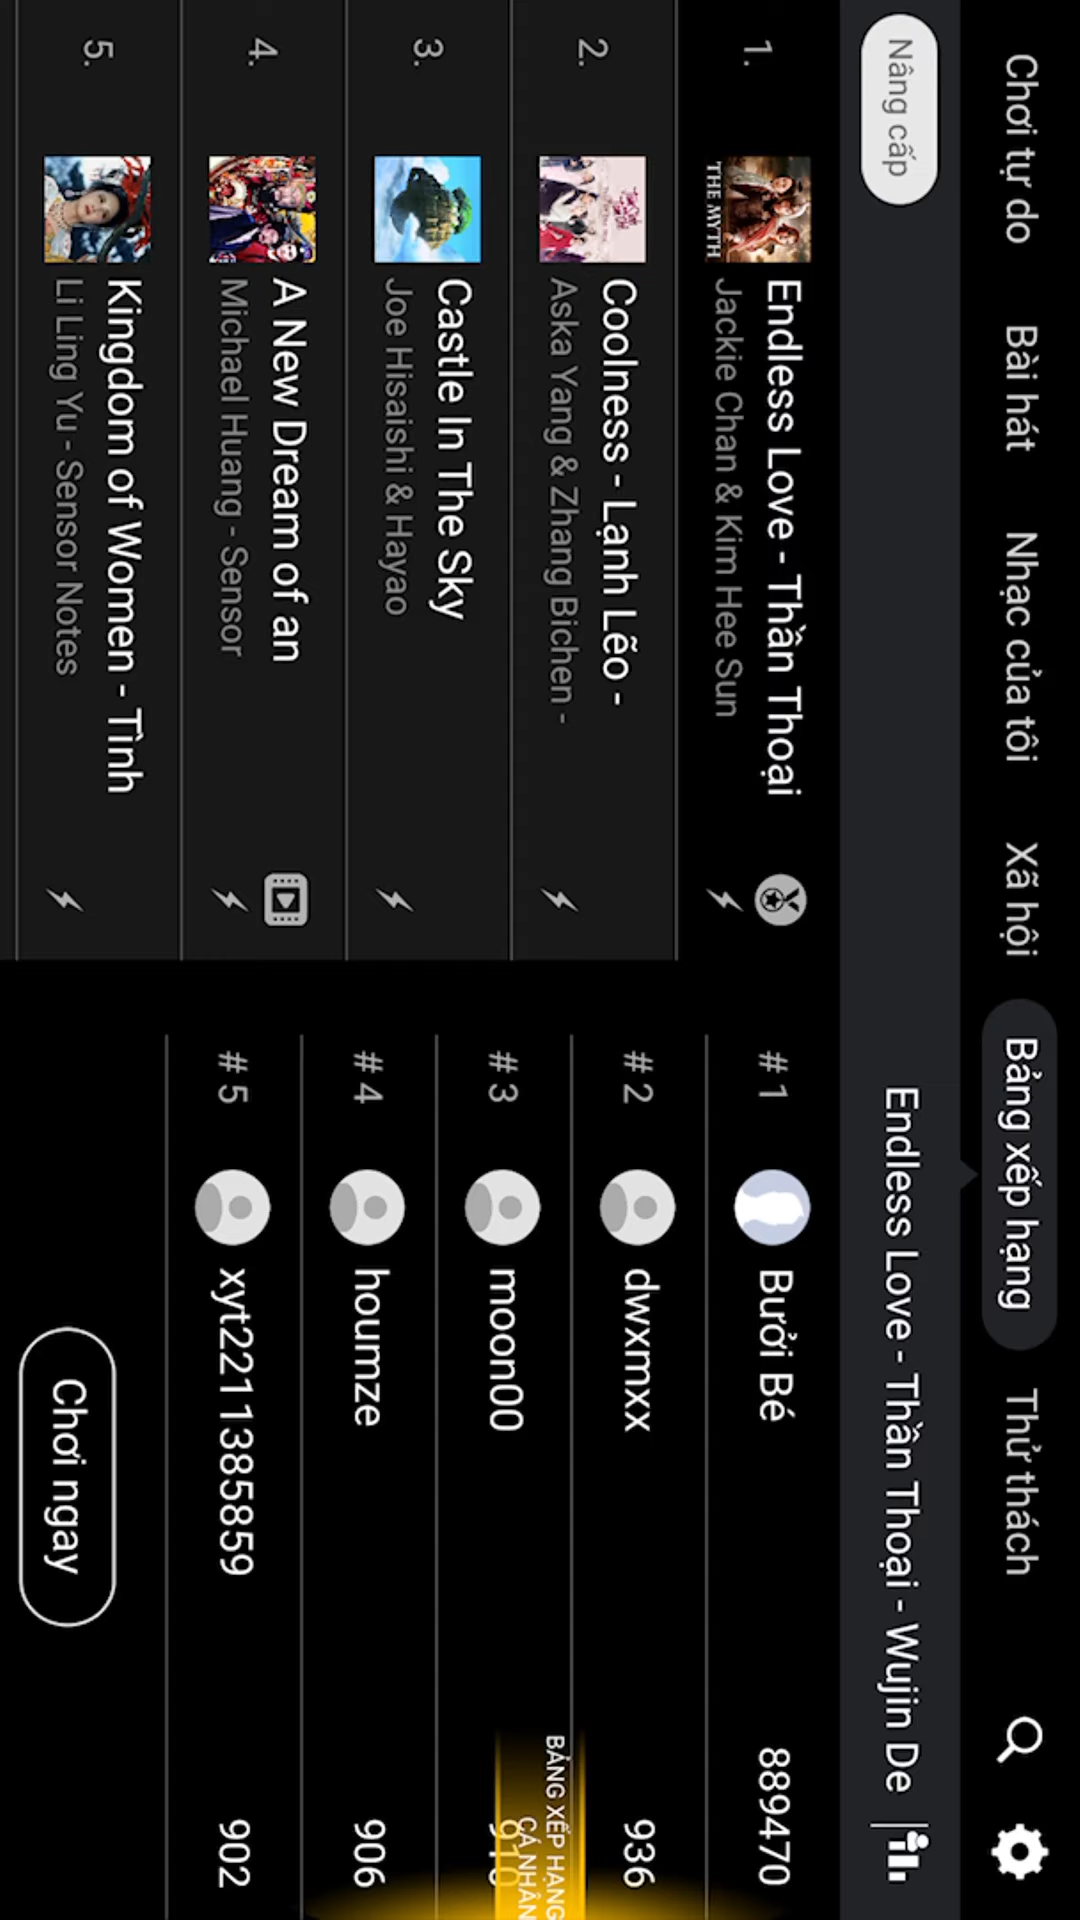 Chơi tự do
Bài hát
Nhạc của tôi
Xã hội
Bảng xếp hạng
Thử thách
Nâng cấp
Endless Love - Thần Thoại - Wujin De
1.
THE MYTH
Endless Love - Thần Thoại
Jackie Chan & Kim Hee Sun
2.
Coolness - Lạnh Lẽo -
Aska Yang & Zhang Bichen -
3.
Castle In The Sky
Joe Hisaishi & Hayao
4.
A New Dream of an
Michael Huang - Sensor
5.
Kingdom of Women - Tình
Li Ling Yu - Sensor Notes
#1 Bưởi Bé 889470
#2 dwxmxx 936
#3 moon00 910
BẢNG XẾP HẠNG
CÁ NHÂN
#4 houmze 906
#5 xyt2211385859 902
Chơi ngay